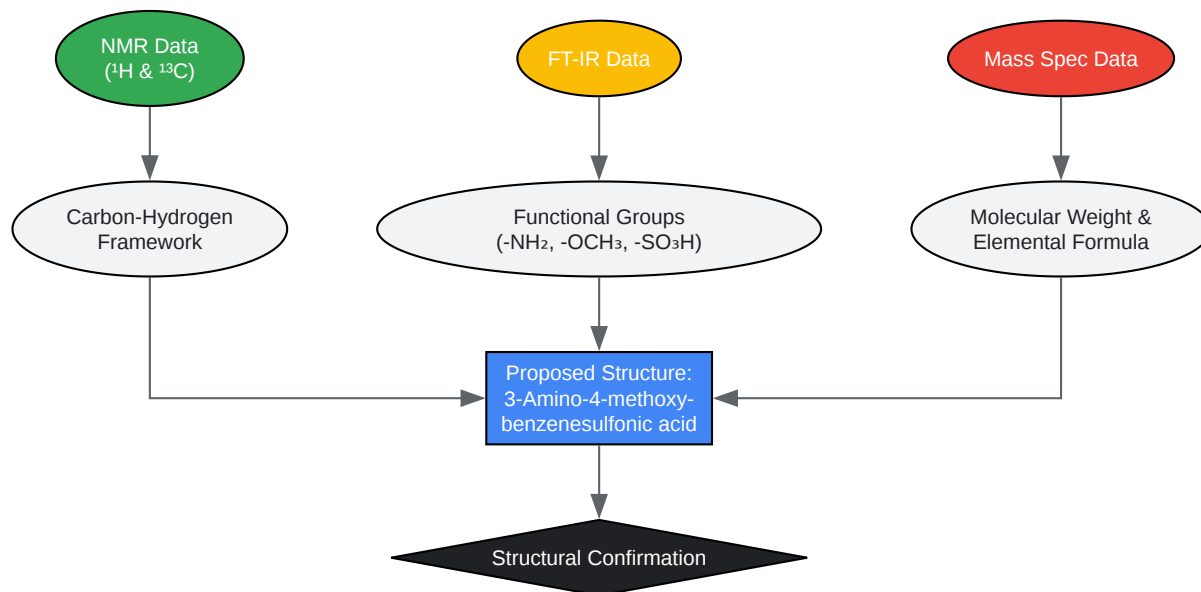 NMR Data
(¹H & ¹³C)
FT-IR Data
Mass Spec Data
Carbon-Hydrogen
Framework
Functional Groups
(-NH₂, -OCH₃, -SO₃H)
Molecular Weight &
Elemental Formula
Proposed Structure:
3-Amino-4-methoxy-
benzenesulfonic acid
Structural Confirmation